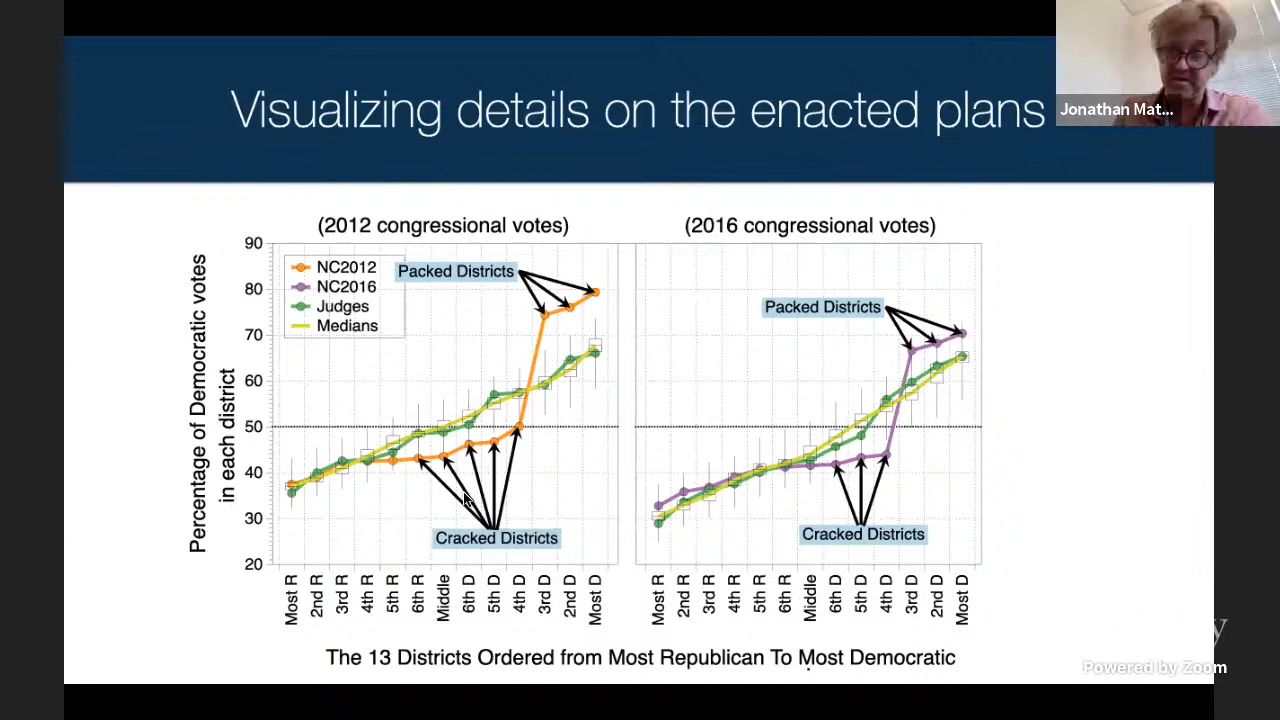 Visualizing details on the enacted plans
Jonathan Mat...
(2012 congressional votes)
(2016 congressional votes)
Percentage of Democratic votes
in each district
90
80
70
60
50
40
30
20
NC2012
NC2016
Judges
Medians
Packed Districts
Cracked Districts
Packed Districts
Cracked Districts
Most R
2nd R
3rd R
4th R
5th R
6th R
Middle
6th D
5th D
4th D
3rd D
2nd D
Most D
Most R
2nd R
3rd R
4th R
5th R
6th R
Middle
6th D
5th D
4th D
3rd D
2nd D
Most D
The 13 Districts Ordered from Most Republican To Most Democratic
y
Powered by Zoom